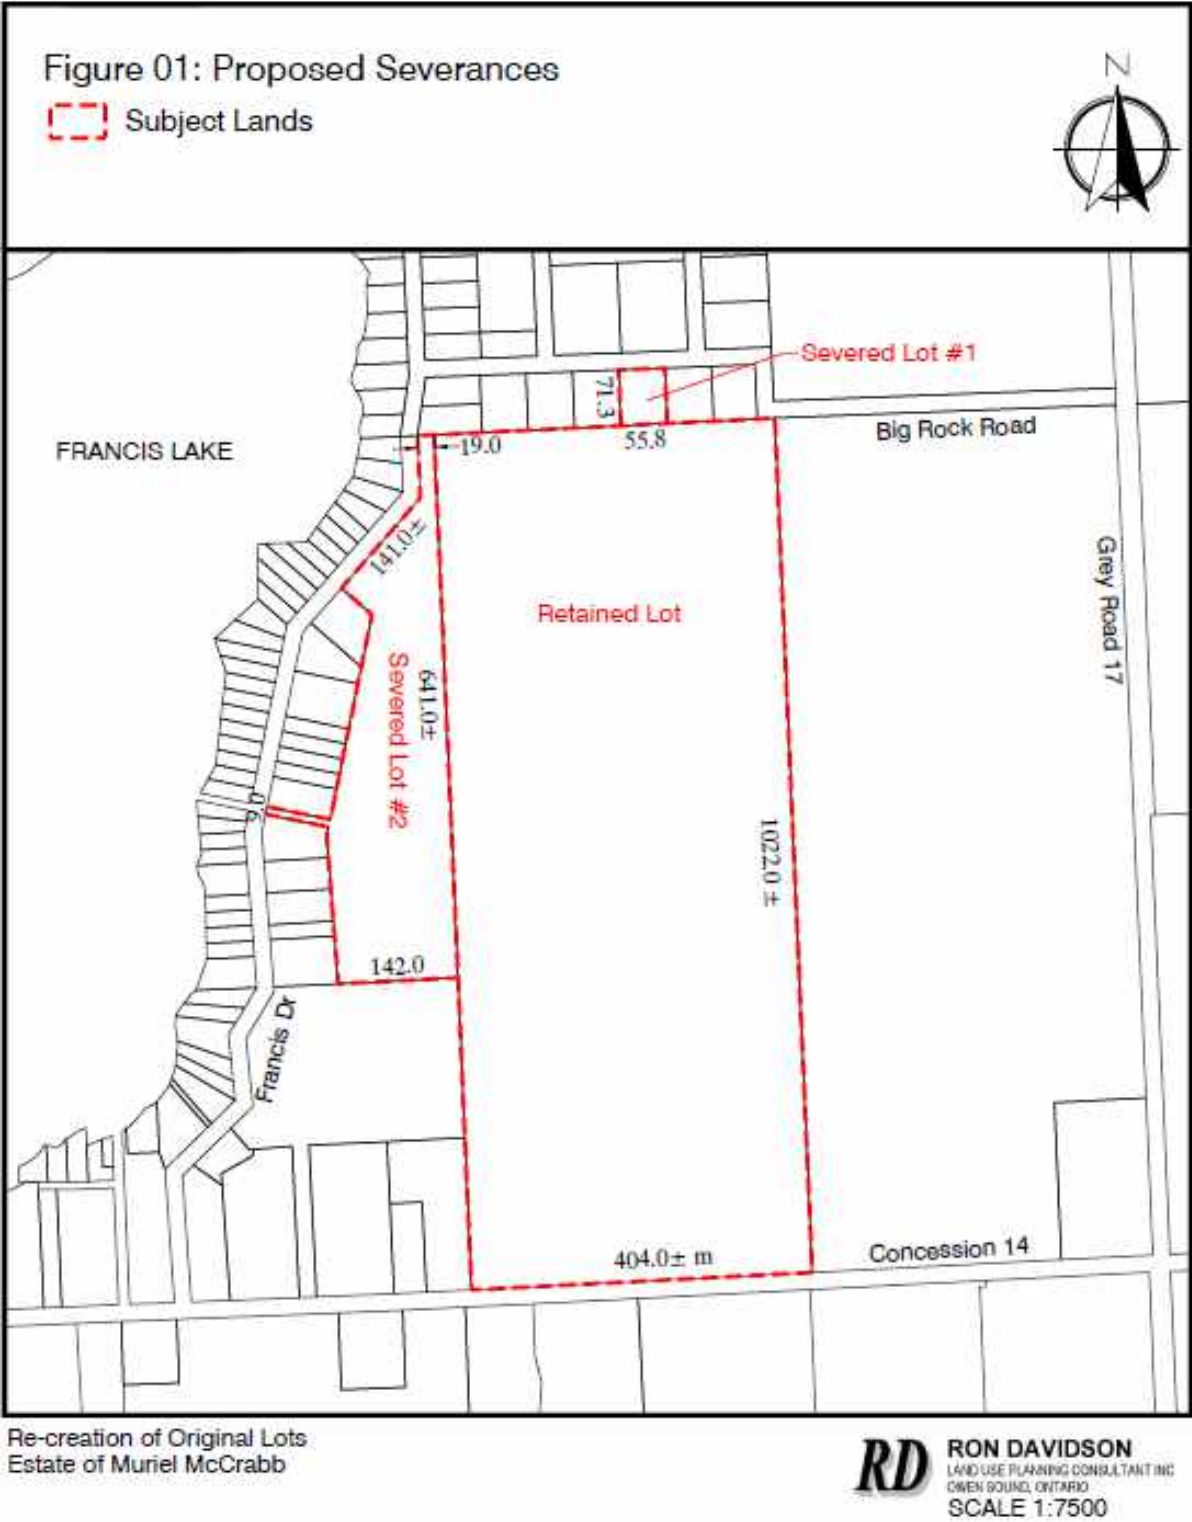 Figure 01: Proposed Severances
Subject Lands
N
Severed Lot #1
71.3
Big Rock Road
55.8
19.0
FRANCIS LAKE
141.0±
Grey Road 17
Retained Lot
Severed Lot #2
641.0±
9.0
1022.0 ±
142.0
Francis Dr
Concession 14
404.0± m
Re-creation of Original Lots
Estate of Muriel McCrabb
RD
RON DAVIDSON
LAND USE PLANNING CONSULTANT INC
OWEN SOUND, ONTARIO
SCALE 1:7500